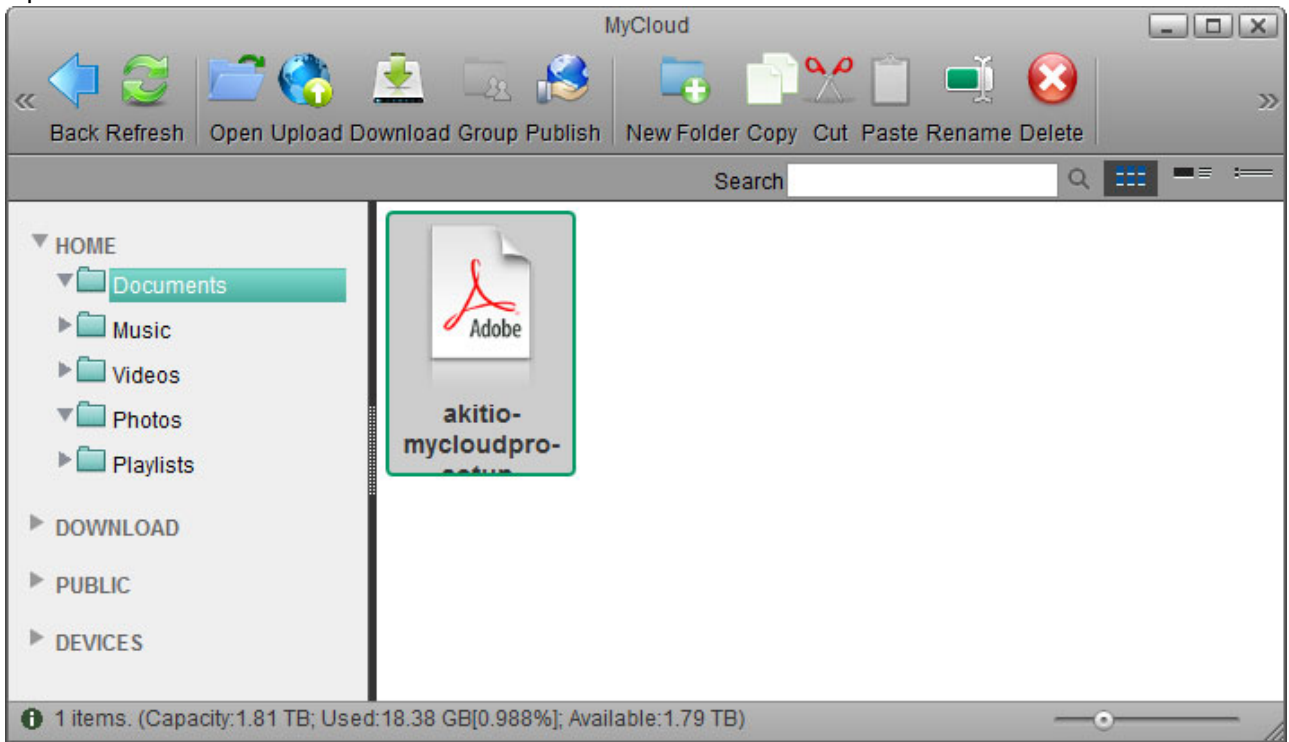 MyCloud
Back Refresh Open Upload Download Group Publish New Folder Copy Cut Paste Rename Delete
Search
HOME
Documents
Music
Videos
Photos
Playlists
DOWNLOAD
PUBLIC
DEVICES
Adobe
akitio-
mycloudpro-
1 items. (Capacity:1.81 TB; Used:18.38 GB[0.988%]; Available:1.79 TB)